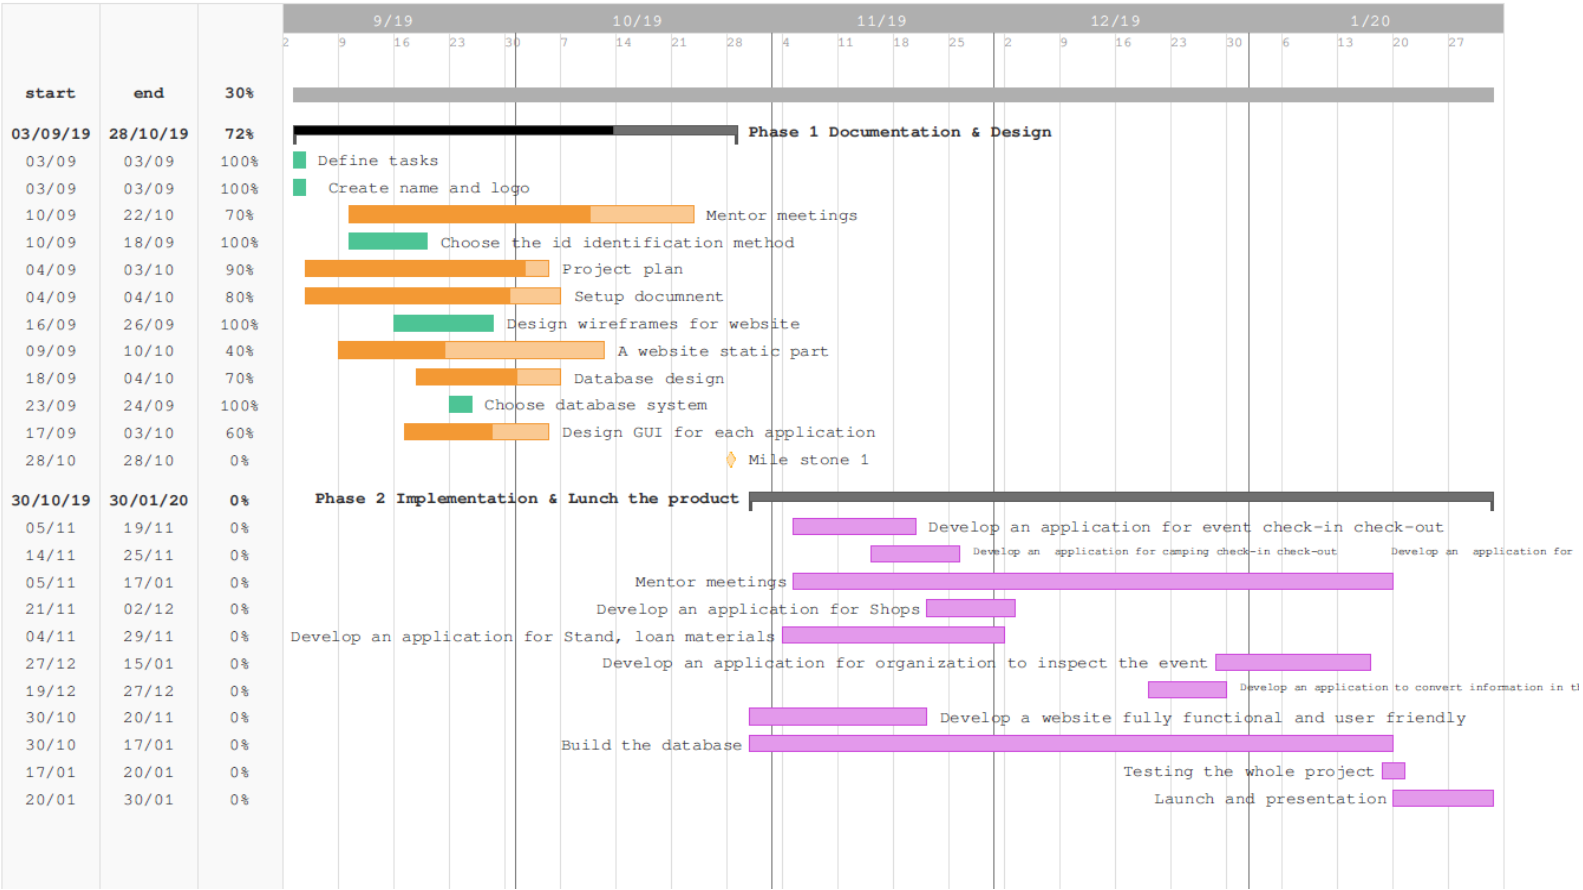 9/19 10/19 11/19 12/19 1/20
2 9 16 23 30 7 14 21 28 4 11 18 25 2 9 16 23 30 6 13 20 27
start end 30%
03/09/19 28/10/19 72% Phase 1 Documentation & Design
03/09 03/09 100% Define tasks
03/09 03/09 100% Create name and logo
10/09 22/10 70% Mentor meetings
10/09 18/09 100% Choose the id identification method
04/09 03/10 90% Project plan
04/09 04/10 80% Setup documnent
16/09 26/09 100% Design wireframes for website
09/09 10/10 40% A website static part
18/09 04/10 70% Database design
23/09 24/09 100% Choose database system
17/09 03/10 60% Design GUI for each application
28/10 28/10 0% Mile stone 1
30/10/19 30/01/20 0% Phase 2 Implementation & Lunch the product
05/11 19/11 0% Develop an application for event check-in check-out
14/11 25/11 0% Develop an application for camping check-in check-out Develop an application for
05/11 17/01 0% Mentor meetings
21/11 02/12 0% Develop an application for Shops
04/11 29/11 0% Develop an application for Stand, loan materials
27/12 15/01 0% Develop an application for organization to inspect the event
19/12 27/12 0% Develop an application to convert information in
30/10 20/11 0% Develop a website fully functional and user friendly
30/10 17/01 0% Build the database
17/01 20/01 0% Testing the whole project
20/01 30/01 0% Launch and presentation